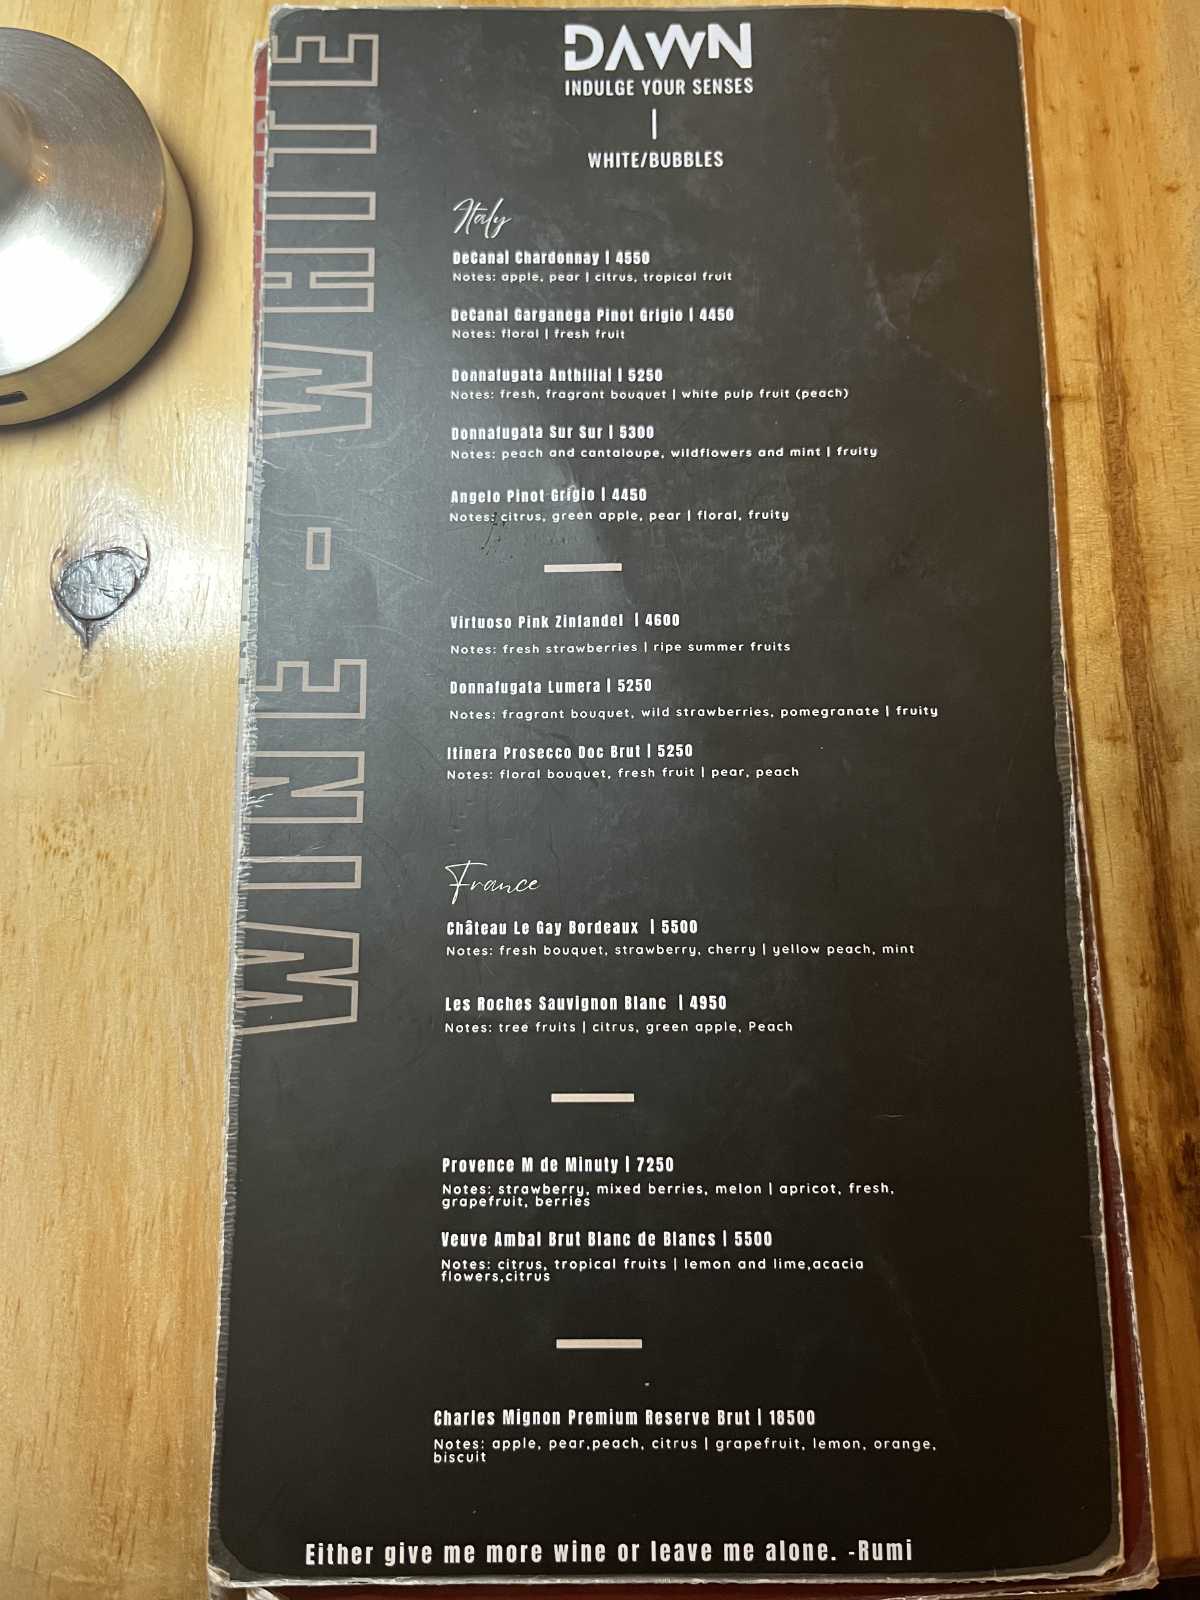 DAWN
INDULGE YOUR SENSES
|
WHITE/BUBBLES
WINE - WHITE
Italy
DeCanal Chardonnay | 4550
Notes: apple, pear | citrus, tropical fruit
DeCanal Garganega Pinot Grigio | 4450
Notes: floral | fresh fruit
Donnafugata Anthilial | 5250
Notes: fresh, fragrant bouquet | white pulp fruit (peach)
Donnafugata Sur Sur | 5300
Notes: peach and cantaloupe, wildflowers and mint | fruity
Angelo Pinot Grigio | 4450
Notes: citrus, green apple, pear | floral, fruity
Virtuoso Pink Zinfandel | 4600
Notes: fresh strawberries | ripe summer fruits
Donnafugata Lumera | 5250
Notes: fragrant bouquet, wild strawberries, pomegranate | fruity
Itinera Prosecco Doc Brut | 5250
Notes: floral bouquet, fresh fruit | pear, peach
France
Château Le Gay Bordeaux | 5500
Notes: fresh bouquet, strawberry, cherry | yellow peach, mint
Les Roches Sauvignon Blanc | 4950
Notes: tree fruits | citrus, green apple, Peach
Provence M de Minuty | 7250
Notes: strawberry, mixed berries, melon | apricot, fresh,
grapefruit, berries
Veuve Ambal Brut Blanc de Blancs | 5500
Notes: citrus, tropical fruits | lemon and lime,acacia
flowers,citrus
Charles Mignon Premium Reserve Brut | 18500
Notes: apple, pear,peach, citrus | grapefruit, lemon, orange,
biscuit
Either give me more wine or leave me alone. -Rumi